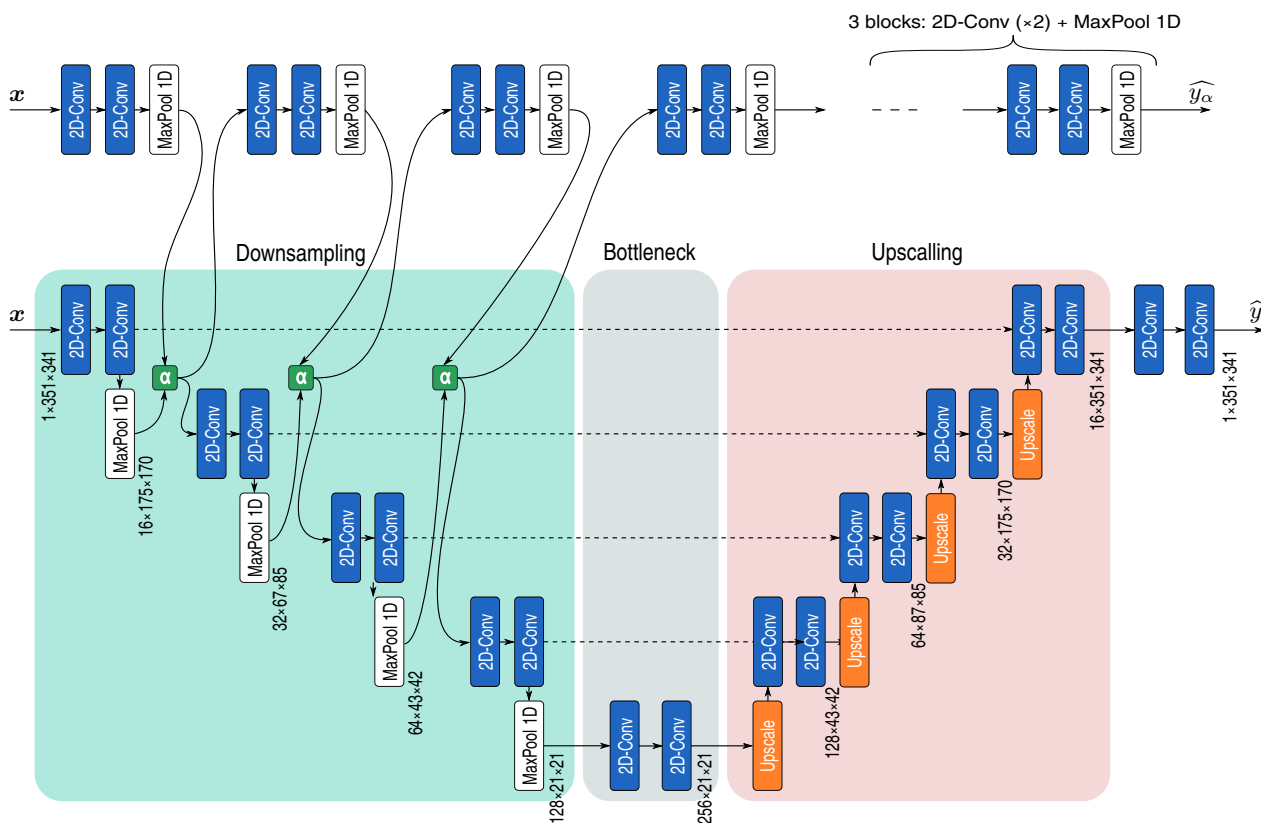 3 blocks: 2D-Conv (×2) + MaxPool 1D
x
2D-Conv
2D-Conv
MaxPool 1D
2D-Conv
2D-Conv
MaxPool 1D
2D-Conv
2D-Conv
MaxPool 1D
2D-Conv
2D-Conv
MaxPool 1D
2D-Conv
2D-Conv
MaxPool 1D
$\widehat{y_\alpha}$
Downsampling
Bottleneck
Upscalling
x
1×351×341
2D-Conv
2D-Conv
MaxPool 1D
16×175×170
α
2D-Conv
2D-Conv
MaxPool 1D
32×67×85
α
2D-Conv
2D-Conv
MaxPool 1D
64×43×42
α
2D-Conv
2D-Conv
MaxPool 1D
128×21×21
2D-Conv
2D-Conv
256×21×21
Upscale
2D-Conv
2D-Conv
128×43×42
Upscale
2D-Conv
2D-Conv
64×87×85
Upscale
2D-Conv
2D-Conv
32×175×170
Upscale
2D-Conv
2D-Conv
16×351×341
2D-Conv
2D-Conv
1×351×341
ŷ